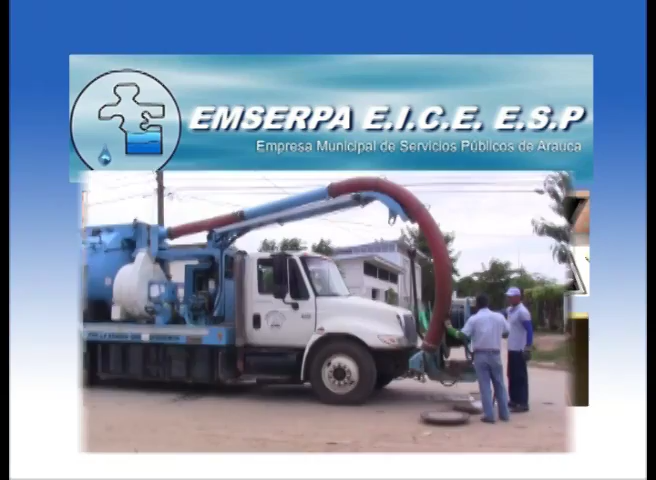 EMSERPA E.I.C.E. E.S.P
Empresa Municipal de Servicios Públicos de Arauca